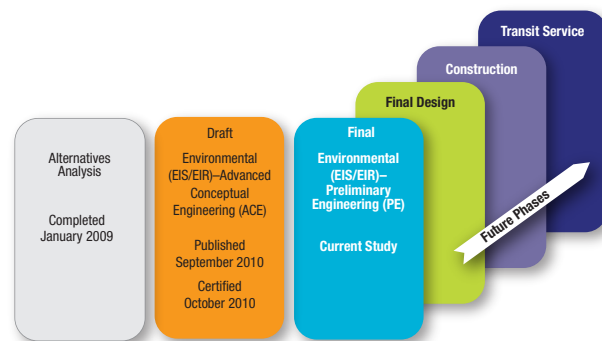 Alternatives
Analysis
Completed
January 2009
Draft
Environmental
(EIS/EIR)–Advanced
Conceptual
Engineering (ACE)
Published
September 2010
Certified
October 2010
Final
Environmental
(EIS/EIR)–
Preliminary
Engineering (PE)
Current Study
Final Design
Construction
Transit Service
Future Phases